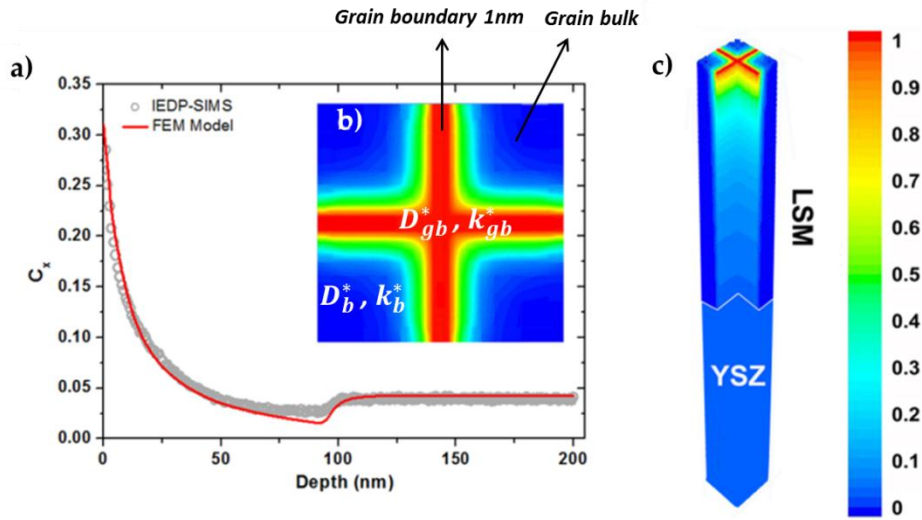 Grain boundary 1nm
Grain bulk
a)
IEDP-SIMS
FEM Model
b)
D*gb , k*gb
D*b , k*b
0.35
0.30
0.25
0.20
0.15
0.10
0.05
0.00
Cx
0 50 100 150 200
Depth (nm)
c)
LSM
YSZ
1
0.9
0.8
0.7
0.6
0.5
0.4
0.3
0.2
0.1
0